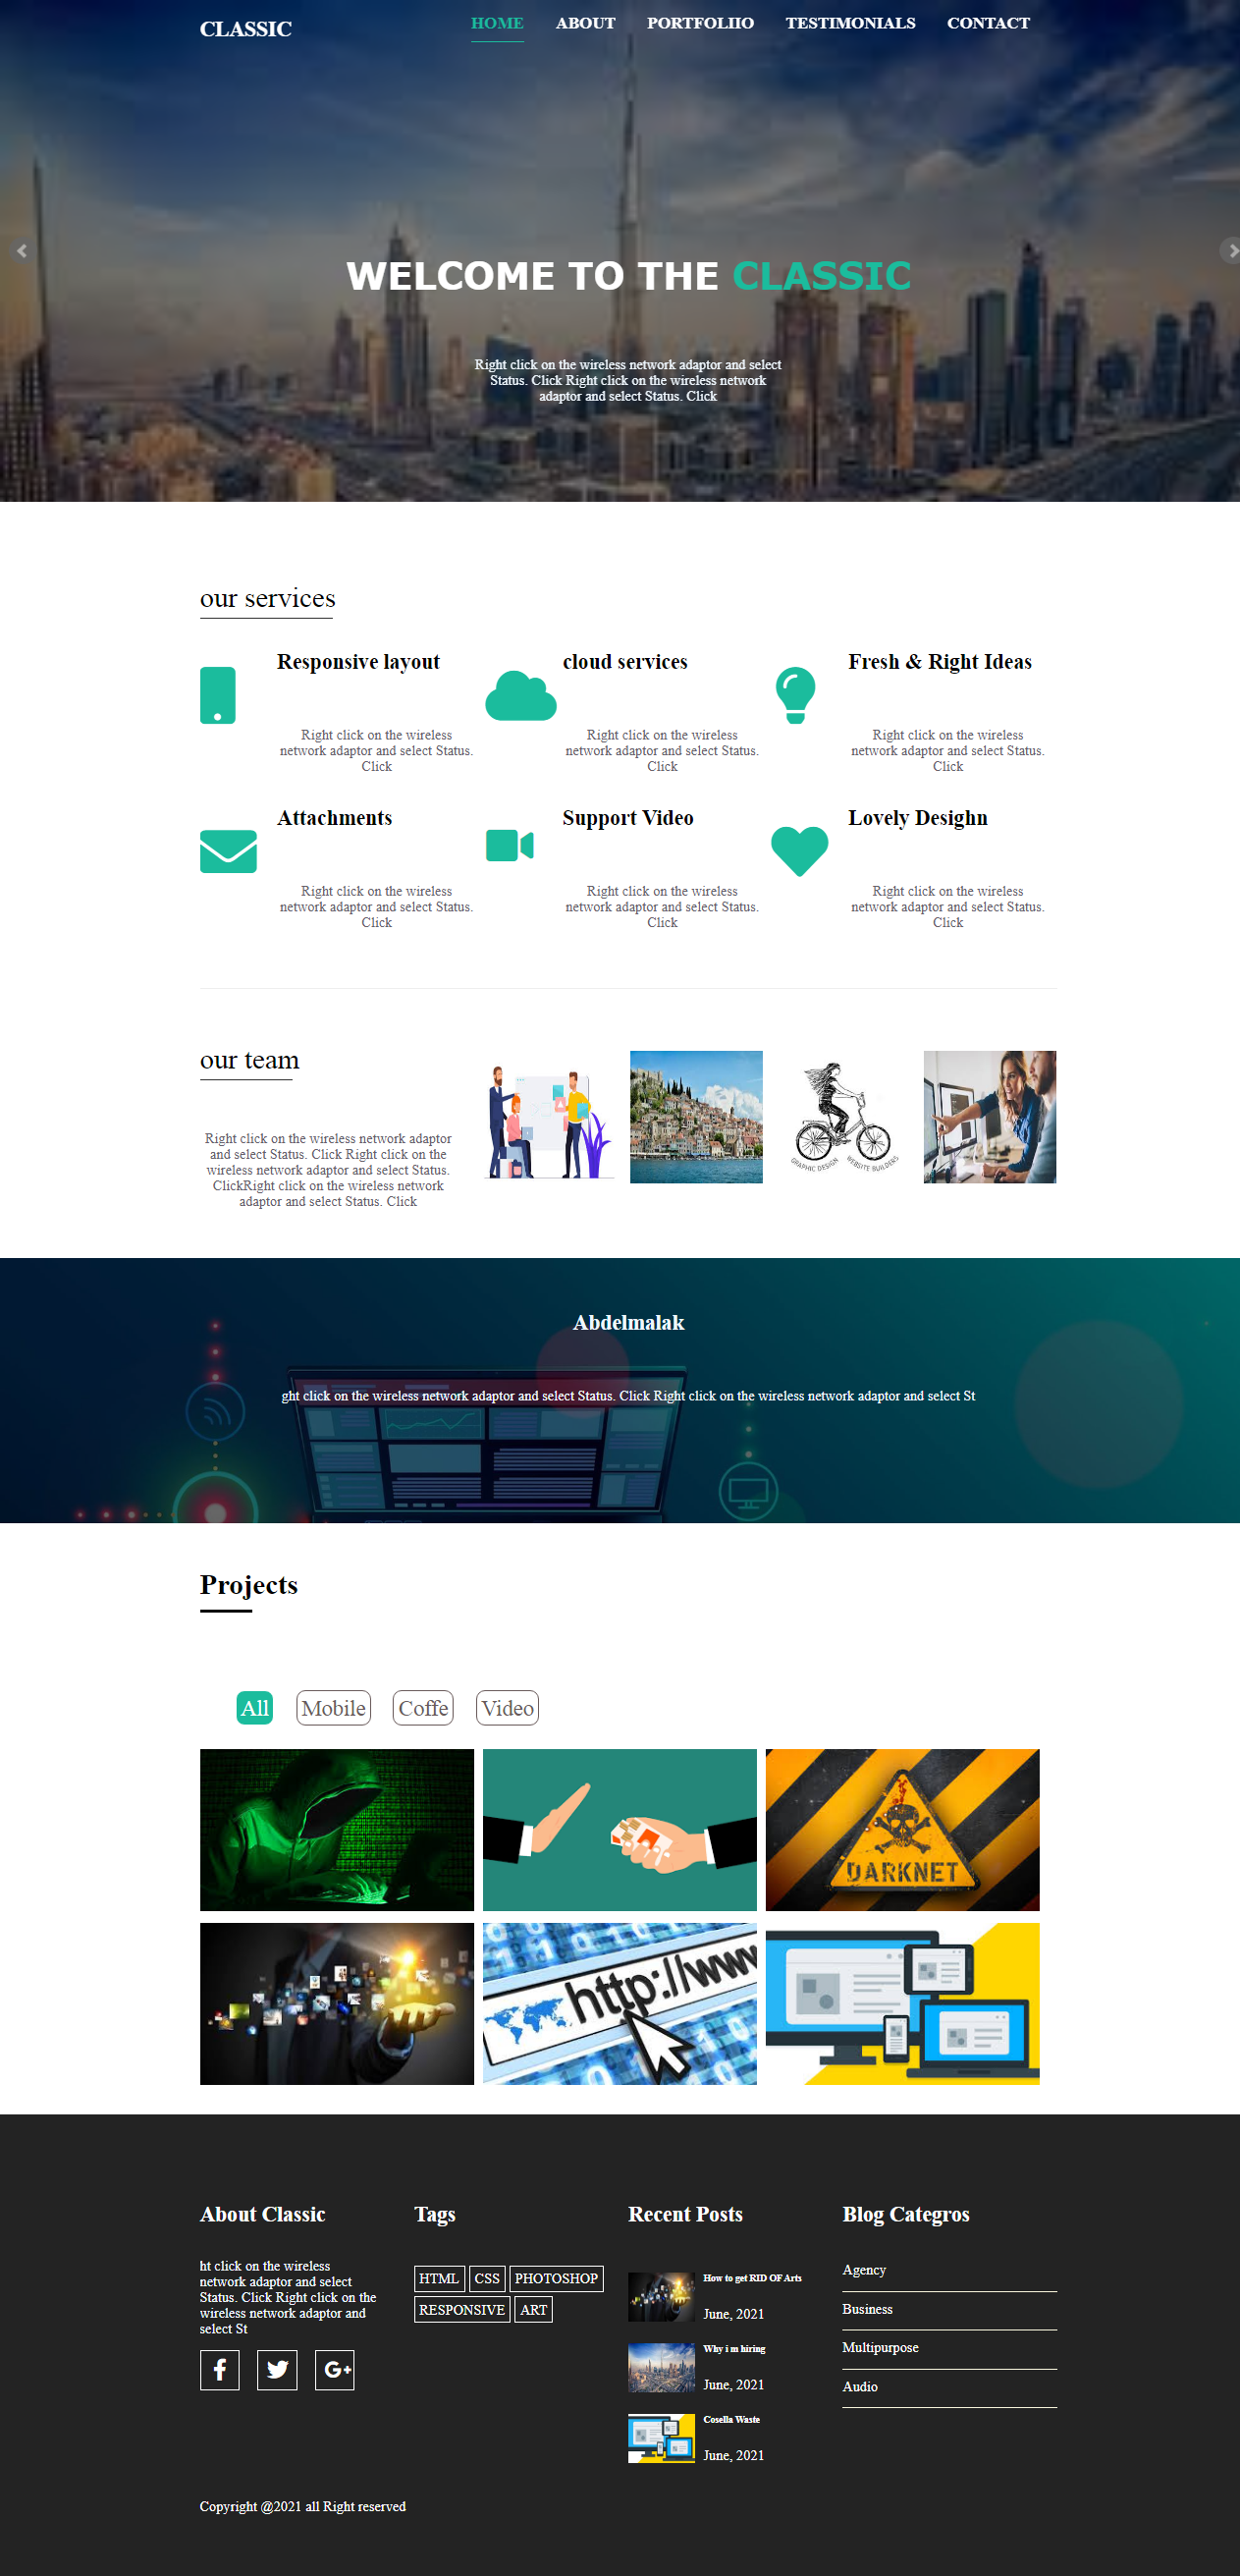 CLASSIC
HOME ABOUT PORTFOLIIO TESTIMONIALS CONTACT
WELCOME TO THE CLASSIC
Right click on the wireless network adaptor and select
Status. Click Right click on the wireless network
adaptor and select Status. Click
our services
Responsive layout
Right click on the wireless
network adaptor and select Status.
Click
cloud services
Right click on the wireless
network adaptor and select Status.
Click
Fresh & Right Ideas
Right click on the wireless
network adaptor and select Status.
Click
Attachments
Right click on the wireless
network adaptor and select Status.
Click
Support Video
Right click on the wireless
network adaptor and select Status.
Click
Lovely Desighn
Right click on the wireless
network adaptor and select Status.
Click
our team
Right click on the wireless network adaptor
and select Status. Click Right click on the
wireless network adaptor and select Status.
ClickRight click on the wireless network
adaptor and select Status. Click
GRAPHIC DESIGN WEBSITE BUILDERS
Abdelmalak
ght click on the wireless network adaptor and select Status. Click Right click on the wireless network adaptor and select St
Projects
All Mobile Coffe Video
DARKNET
http://www
About Classic
ht click on the wireless
network adaptor and select
Status. Click Right click on the
wireless network adaptor and
select St
Tags
HTML CSS PHOTOSHOP
RESPONSIVE ART
Recent Posts
How to get RID OF Arts
June, 2021
Why i m hiring
June, 2021
Cosella Waste
June, 2021
Blog Categros
Agency
Business
Multipurpose
Audio
Copyright @2021 all Right reserved